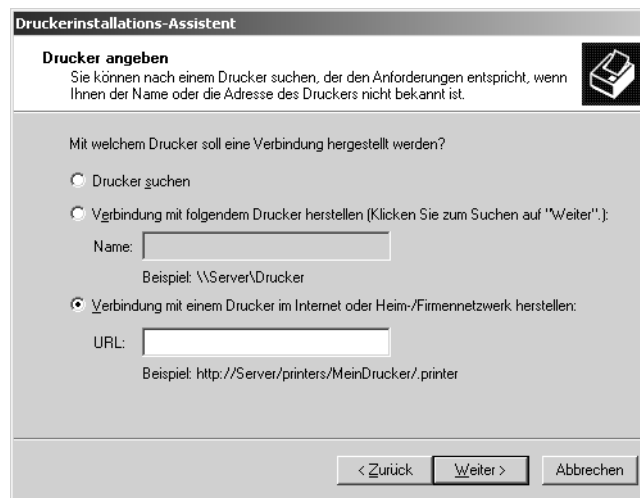 Druckerinstallations-Assistent
Drucker angeben
Sie können nach einem Drucker suchen, der den Anforderungen entspricht, wenn
Ihnen der Name oder die Adresse des Druckers nicht bekannt ist.
Mit welchem Drucker soll eine Verbindung hergestellt werden?
Drucker suchen
Verbindung mit folgendem Drucker herstellen (Klicken Sie zum Suchen auf "Weiter".):
Name:
Beispiel: \\Server\Drucker
Verbindung mit einem Drucker im Internet oder Heim-/Firmennetzwerk herstellen:
URL:
Beispiel: http://Server/printers/MeinDrucker/.printer
< Zurück Weiter > Abbrechen